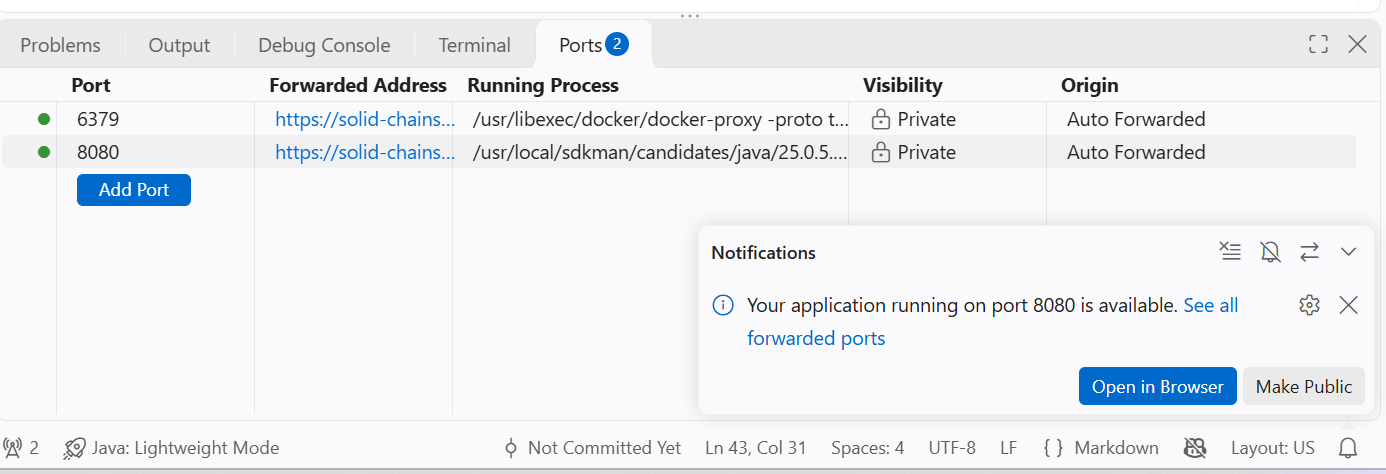 Problems Output Debug Console Terminal Ports 2
Port Forwarded Address Running Process Visibility Origin
6379 https://solid-chains... /usr/libexec/docker/docker-proxy -proto t... Private Auto Forwarded
8080 https://solid-chains... /usr/local/sdkman/candidates/java/25.0.5.... Private Auto Forwarded
Add Port
Notifications
Your application running on port 8080 is available. See all
forwarded ports
Open in Browser Make Public
2 Java: Lightweight Mode Not Committed Yet Ln 43, Col 31 Spaces: 4 UTF-8 LF { } Markdown Layout: US